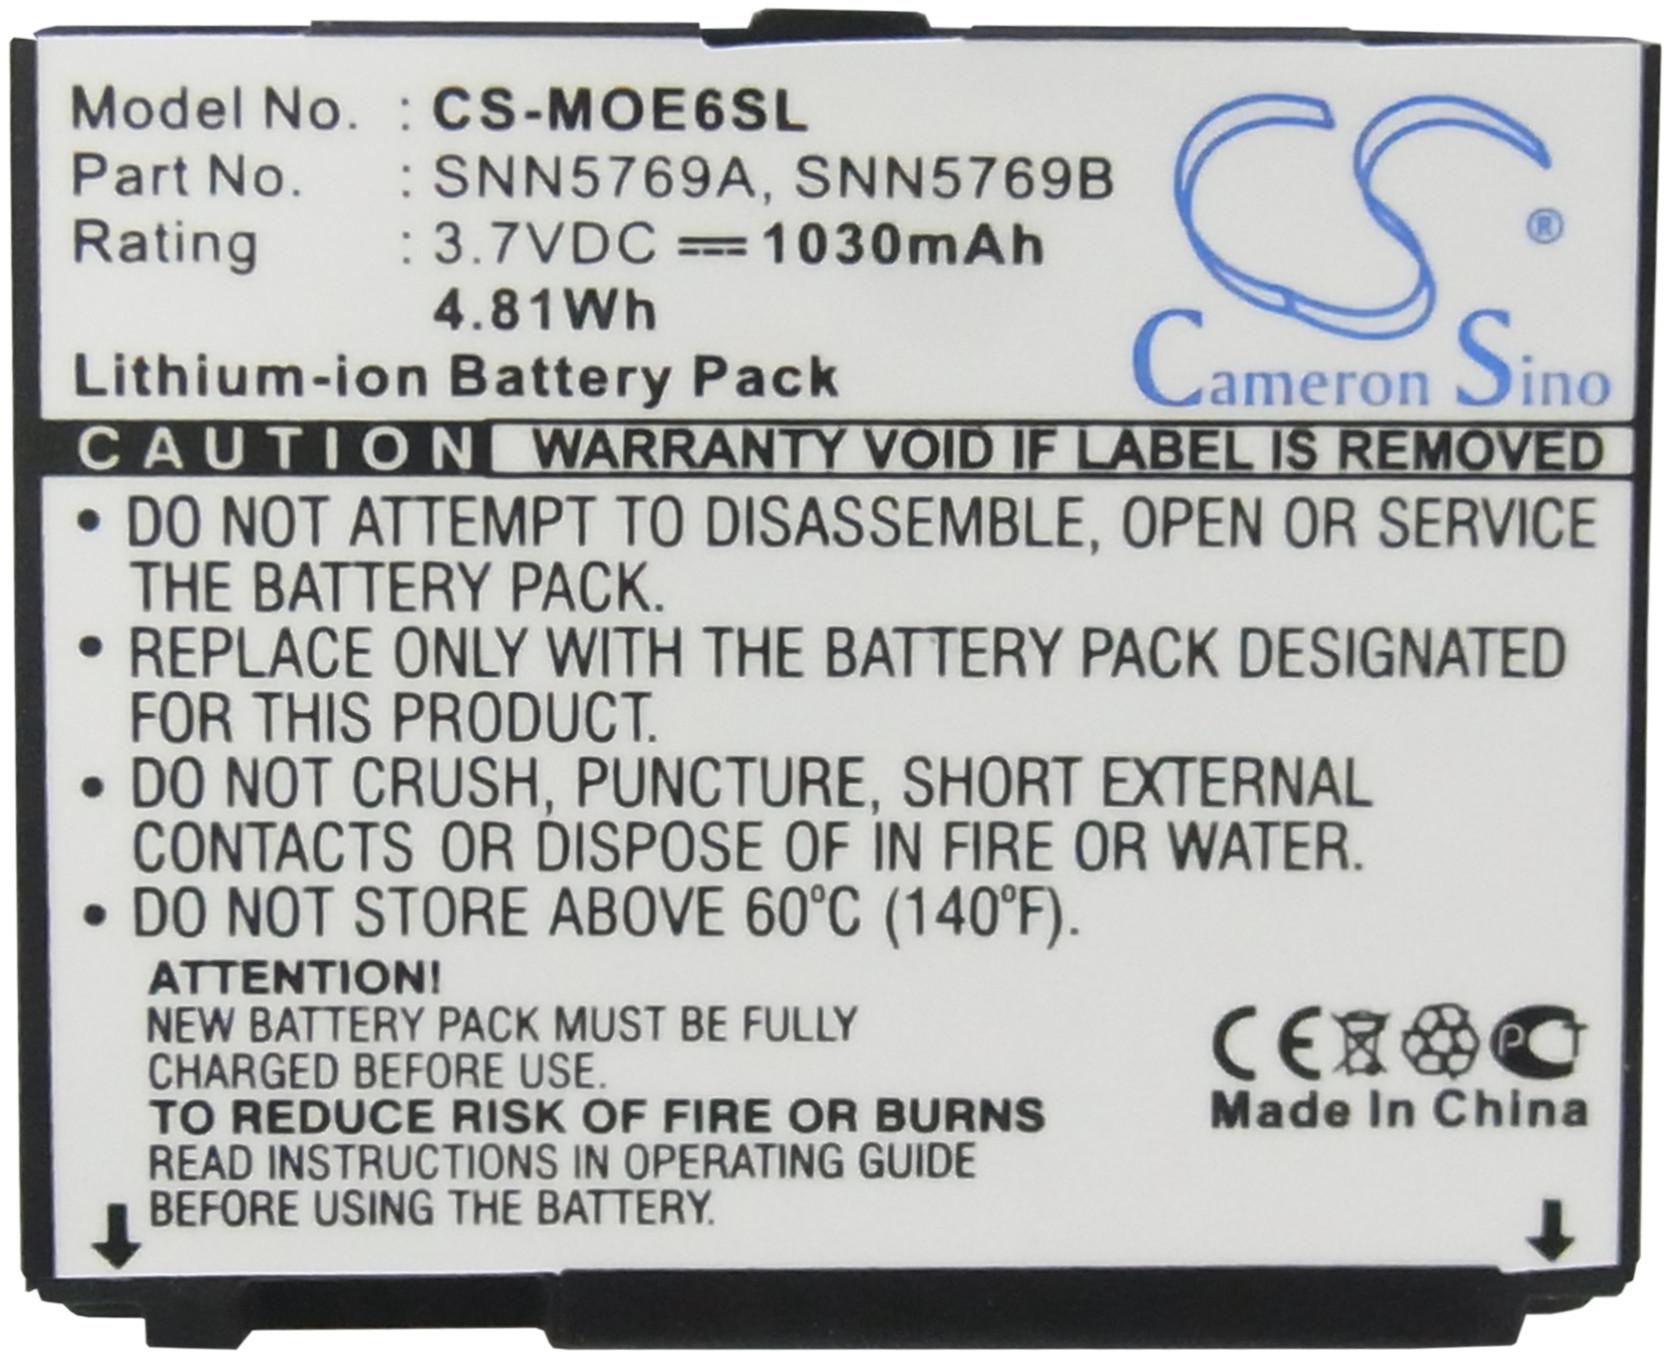 Model No. : CS-MOE6SL
Part No. : SNN5769A, SNN5769B
Rating : 3.7VDC ⎓ 1030mAh
4.81Wh
Lithium-ion Battery Pack
CS ®
Cameron Sino
CAUTION WARRANTY VOID IF LABEL IS REMOVED
• DO NOT ATTEMPT TO DISASSEMBLE, OPEN OR SERVICE
THE BATTERY PACK.
• REPLACE ONLY WITH THE BATTERY PACK DESIGNATED
FOR THIS PRODUCT.
• DO NOT CRUSH, PUNCTURE, SHORT EXTERNAL
CONTACTS OR DISPOSE OF IN FIRE OR WATER.
• DO NOT STORE ABOVE 60°C (140°F).
ATTENTION!
NEW BATTERY PACK MUST BE FULLY
CHARGED BEFORE USE.
TO REDUCE RISK OF FIRE OR BURNS
READ INSTRUCTIONS IN OPERATING GUIDE
BEFORE USING THE BATTERY.
CE PCT
Made In China